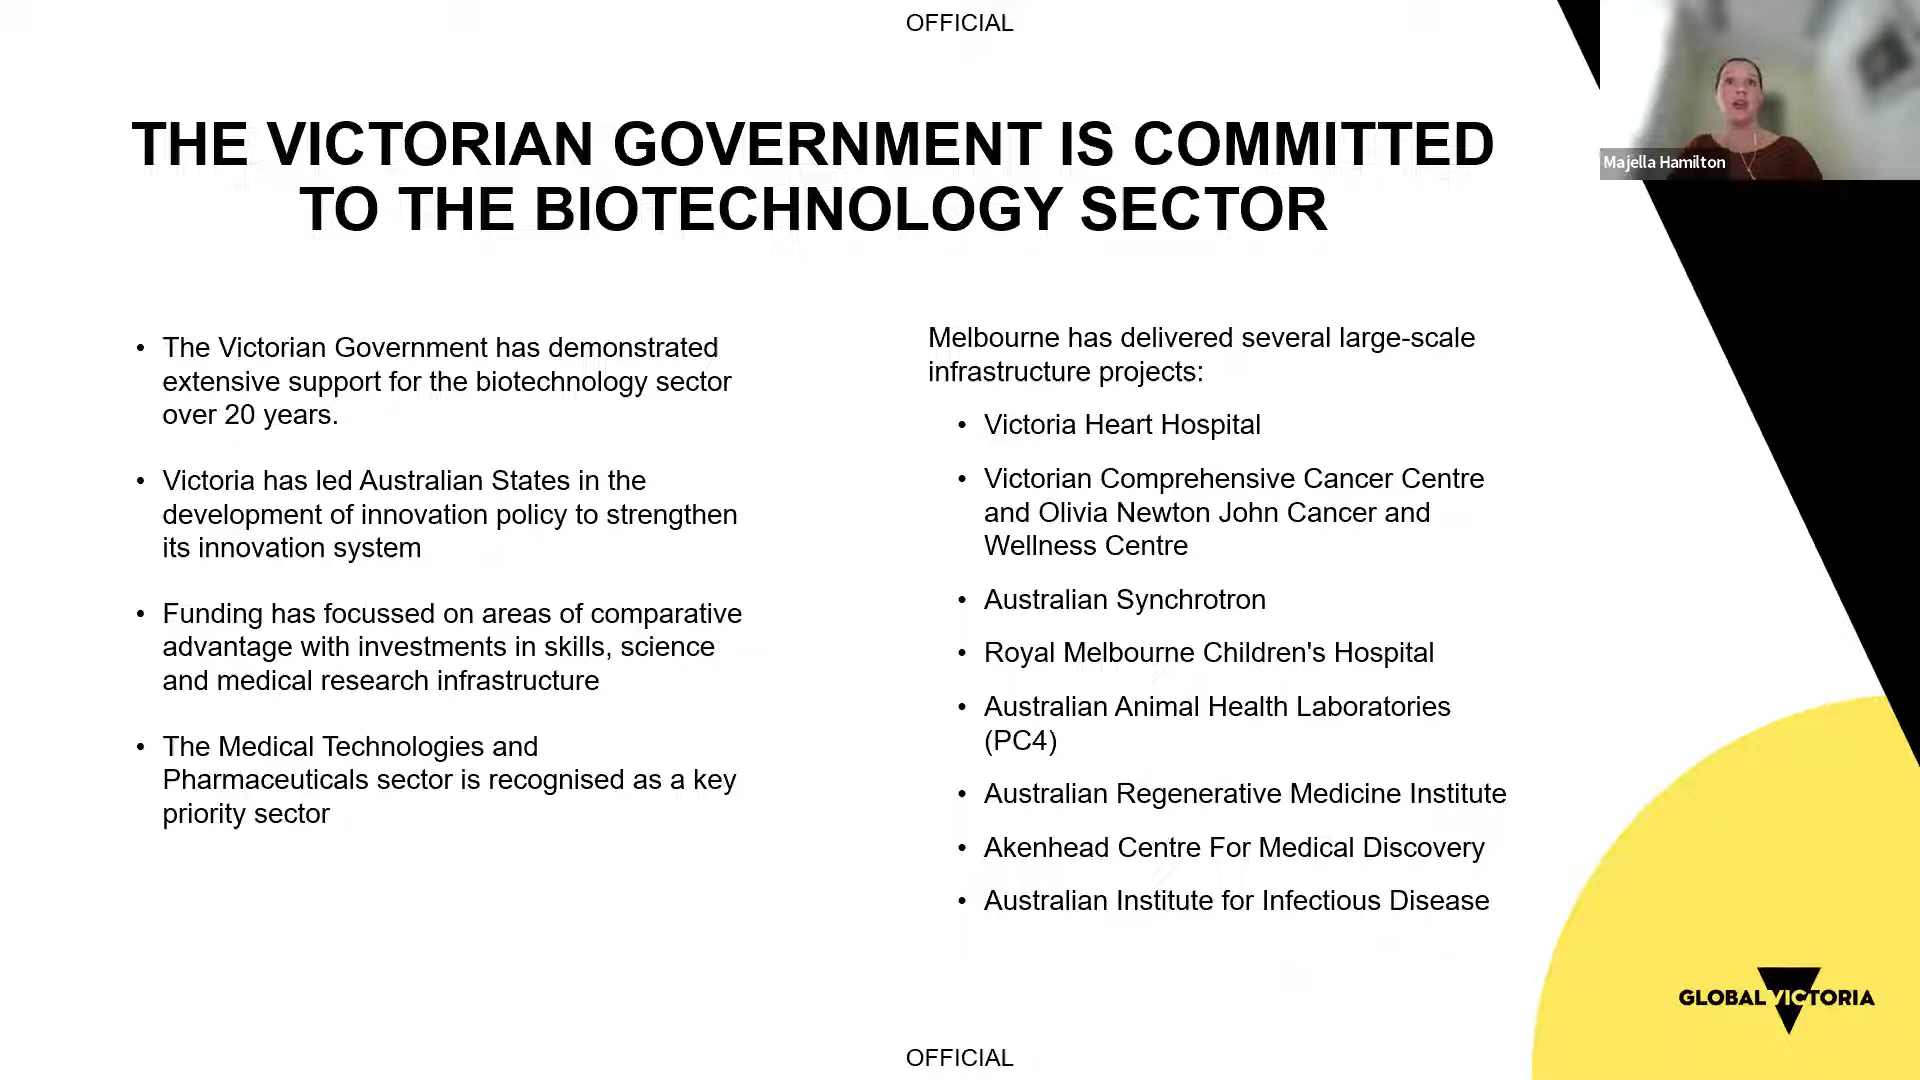 OFFICIAL
Majella Hamilton
THE VICTORIAN GOVERNMENT IS COMMITTED
TO THE BIOTECHNOLOGY SECTOR
• The Victorian Government has demonstrated
extensive support for the biotechnology sector
over 20 years.
• Victoria has led Australian States in the
development of innovation policy to strengthen
its innovation system
• Funding has focussed on areas of comparative
advantage with investments in skills, science
and medical research infrastructure
• The Medical Technologies and
Pharmaceuticals sector is recognised as a key
priority sector
Melbourne has delivered several large-scale
infrastructure projects:
• Victoria Heart Hospital
• Victorian Comprehensive Cancer Centre
and Olivia Newton John Cancer and
Wellness Centre
• Australian Synchrotron
• Royal Melbourne Children's Hospital
• Australian Animal Health Laboratories
(PC4)
• Australian Regenerative Medicine Institute
• Akenhead Centre For Medical Discovery
• Australian Institute for Infectious Disease
GLOBAL VICTORIA
OFFICIAL